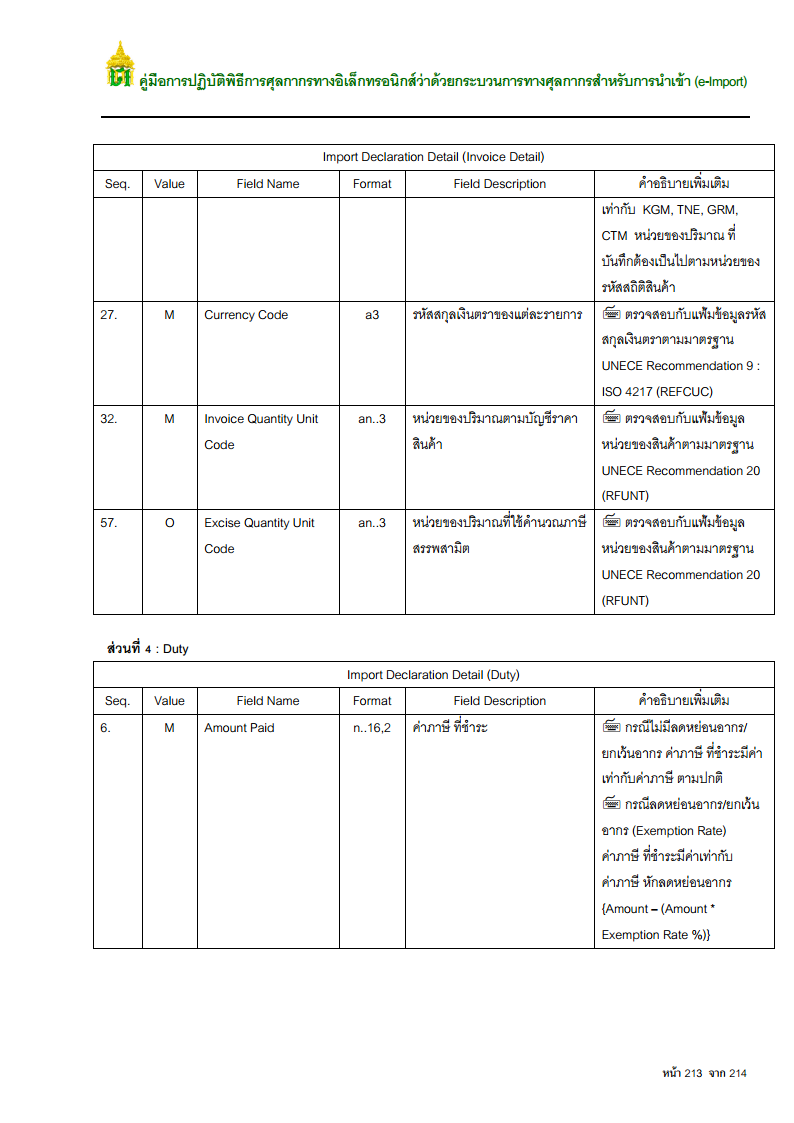 คู่มือการปฏิบัติพิธีการศุลกากรทางอิเล็กทรอนิกส์ว่าด้วยกระบวนการทางศุลกากรสำหรับการนำเข้า (e-Import)
Import Declaration Detail (Invoice Detail)
Seq. Value Field Name Format Field Description คำอธิบายเพิ่มเติม
เท่ากับ KGM, TNE, GRM,
CTM หน่วยของปริมาณ ที่
บันทึกต้องเป็นไปตามหน่วยของ
รหัสสถิติสินค้า
27. M Currency Code a3 รหัสสกุลเงินตราของแต่ละรายการ ตรวจสอบกับแฟ้มข้อมูลรหัส
สกุลเงินตราตามมาตรฐาน
UNECE Recommendation 9 :
ISO 4217 (REFCUC)
32. M Invoice Quantity Unit an..3 หน่วยของปริมาณตามบัญชีราคา ตรวจสอบกับแฟ้มข้อมูล
Code สินค้า หน่วยของสินค้าตามมาตรฐาน
UNECE Recommendation 20
(RFUNT)
57. O Excise Quantity Unit an..3 หน่วยของปริมาณที่ใช้คำนวณภาษี ตรวจสอบกับแฟ้มข้อมูล
Code สรรพสามิต หน่วยของสินค้าตามมาตรฐาน
UNECE Recommendation 20
(RFUNT)
ส่วนที่ 4 : Duty
Import Declaration Detail (Duty)
Seq. Value Field Name Format Field Description คำอธิบายเพิ่มเติม
6. M Amount Paid n..16,2 ค่าภาษี ที่ชำระ กรณีไม่มีลดหย่อนอากร/
ยกเว้นอากร ค่าภาษี ที่ชำระมีค่า
เท่ากับค่าภาษี ตามปกติ
กรณีลดหย่อนอากร/ยกเว้น
อากร (Exemption Rate)
ค่าภาษี ที่ชำระมีค่าเท่ากับ
ค่าภาษี หักลดหย่อนอากร
{Amount – (Amount *
Exemption Rate %)}
หน้า 213 จาก 214